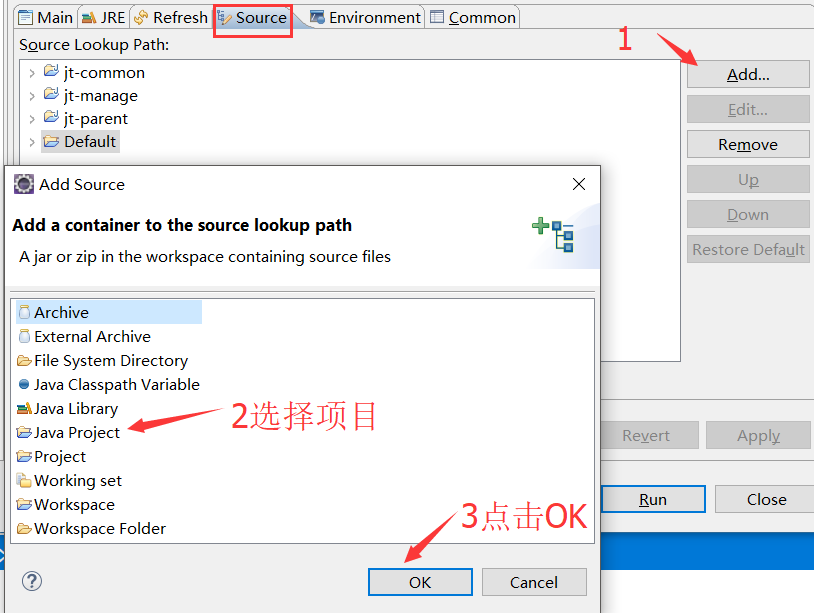 Main JRE Refresh Source Environment Common
Source Lookup Path:
1
jt-common
Add...
jt-manage
Edit...
jt-parent
Default
Remove
Up
Down
Restore Default
Add Source
Add a container to the source lookup path
A jar or zip in the workspace containing source files
Archive
External Archive
File System Directory
Java Classpath Variable
Java Library
2选择项目
Java Project
Project
Working set
Workspace
Workspace Folder
3点击OK
Revert Apply
Run Close
OK Cancel